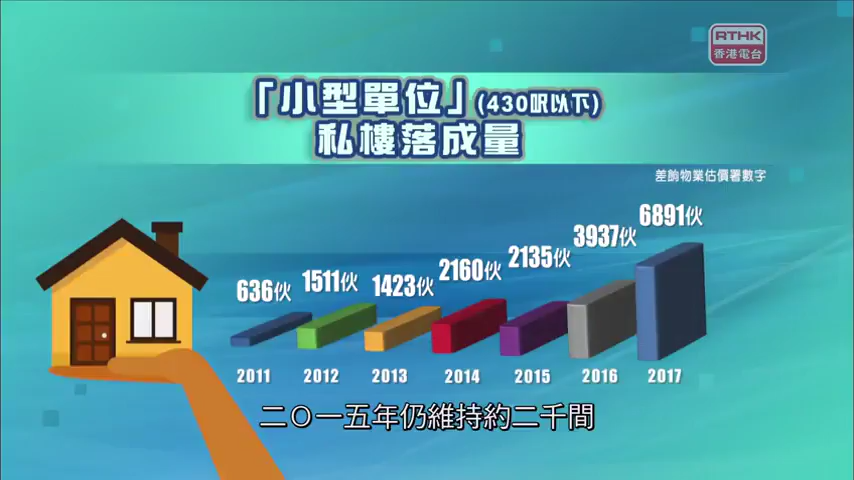 RTHK
香港電台
「小型單位」(430呎以下)
私樓落成量
差餉物業估價署數字
636伙 1511伙 1423伙 2160伙 2135伙 3937伙 6891伙
2011 2012 2013 2014 2015 2016 2017
二〇一五年仍維持約二千間